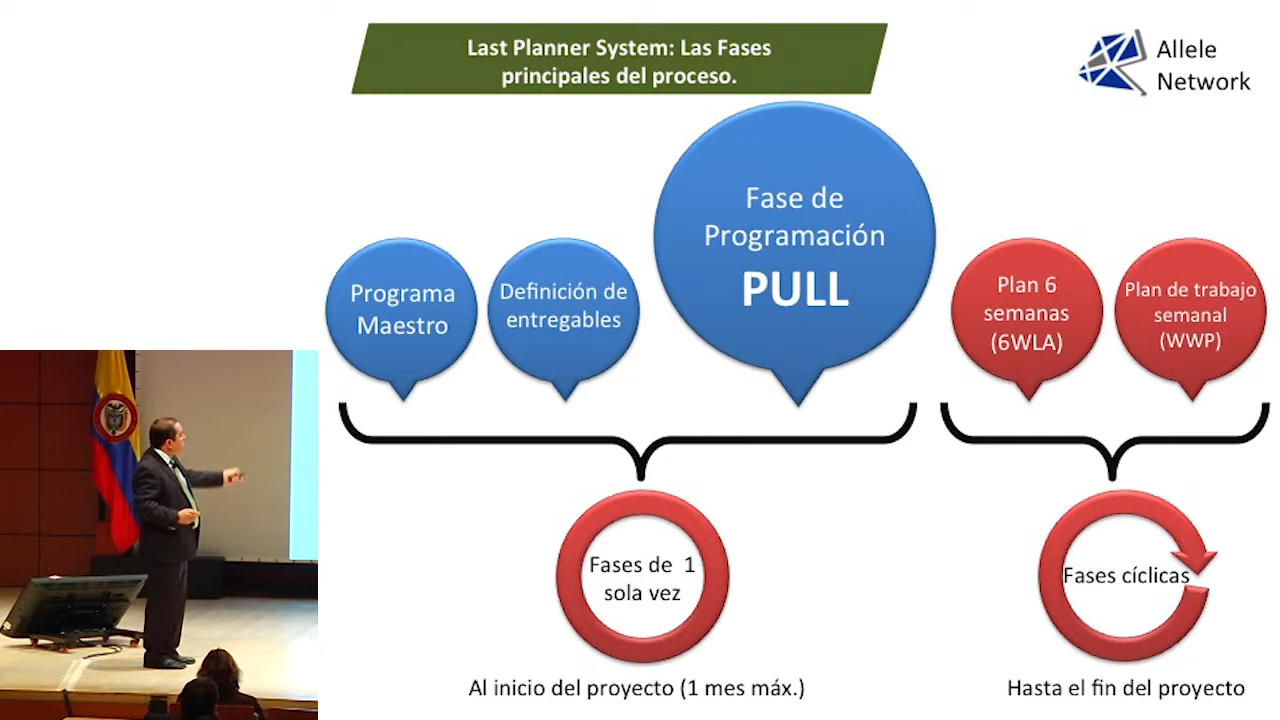 Last Planner System: Las Fases
principales del proceso.
Allele
Network
Programa
Maestro
Definición de
entregables
Fase de
Programación
PULL
Plan 6
semanas
(6WLA)
Plan de trabajo
semanal
(WWP)
Fases de 1
sola vez
Fases cíclicas
Al inicio del proyecto (1 mes máx.)
Hasta el fin del proyecto